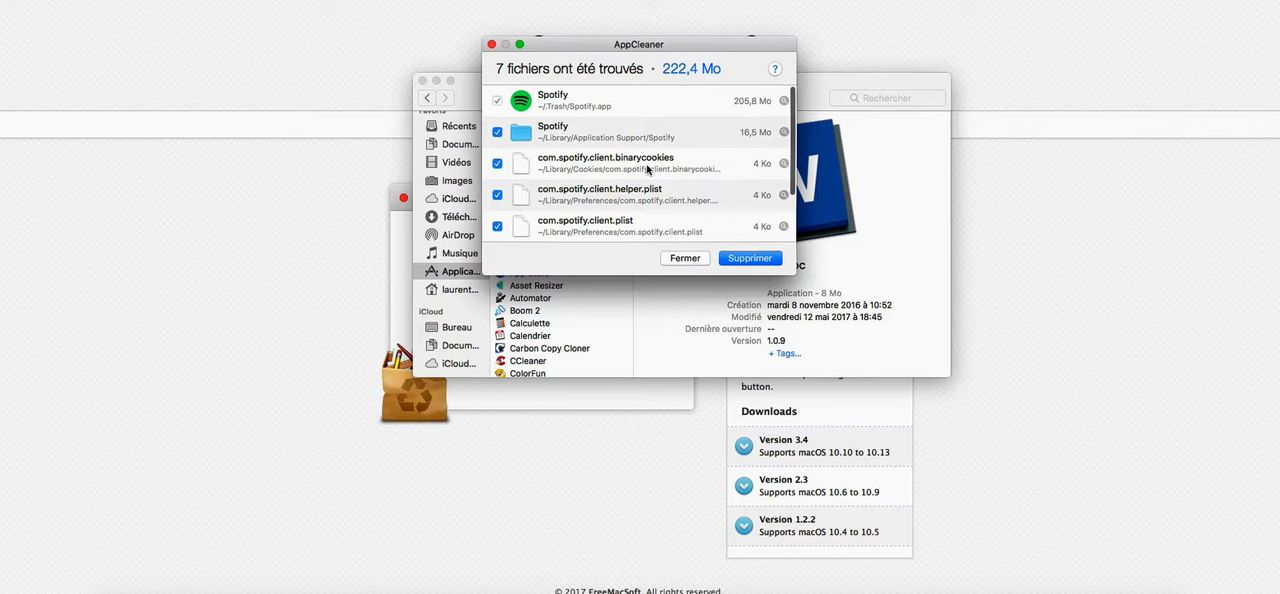 AppCleaner
7 fichiers ont été trouvés · 222,4 Mo
?
Spotify
~/.Trash/Spotify.app
205,8 Mo
Spotify
~/Library/Application Support/Spotify
16,5 Mo
com.spotify.client.binarycookies
~/Library/Cookies/com.spotify.client.binarycooki...
4 Ko
com.spotify.client.helper.plist
~/Library/Preferences/com.spotify.client.helper....
4 Ko
com.spotify.client.plist
~/Library/Preferences/com.spotify.client.plist
4 Ko
Fermer
Supprimer
Rechercher
Favoris
Récents
Docum...
Vidéos
Images
iCloud...
Téléch...
AirDrop
Musique
Applica...
laurent...
iCloud
Bureau
Docum...
iCloud...
Asset Resizer
Automator
Boom 2
Calculette
Calendrier
Carbon Copy Cloner
CCleaner
ColorFun
Application - 8 Mo
Création mardi 8 novembre 2016 à 10:52
Modifié vendredi 12 mai 2017 à 18:45
Dernière ouverture --
Version 1.0.9
+ Tags...
button.
Downloads
Version 3.4
Supports macOS 10.10 to 10.13
Version 2.3
Supports macOS 10.6 to 10.9
Version 1.2.2
Supports macOS 10.4 to 10.5
© 2017 FreeMacSoft. All rights reserved.